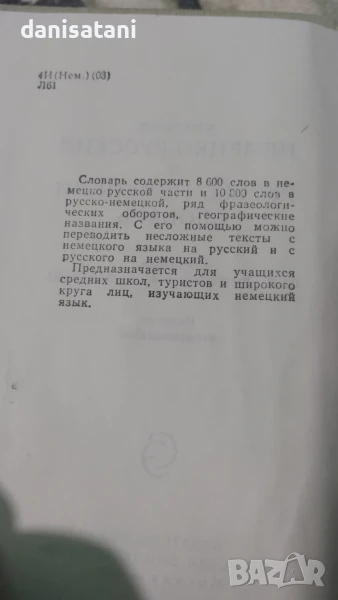 danisatani
4И(Нем.)(03)
Л61
Словарь содержит 8 600 слов в не-
мецко-русской части и 10 000 слов в
русско-немецкой, ряд фразеологи-
ческих оборотов, географические
названия. С его помощью можно
переводить несложные тексты с
немецкого языка на русский и с
русского на немецкий.
Предназначается для учащихся
средних школ, туристов и широкого
круга лиц, изучающих немецкий
язык.
BAZAR